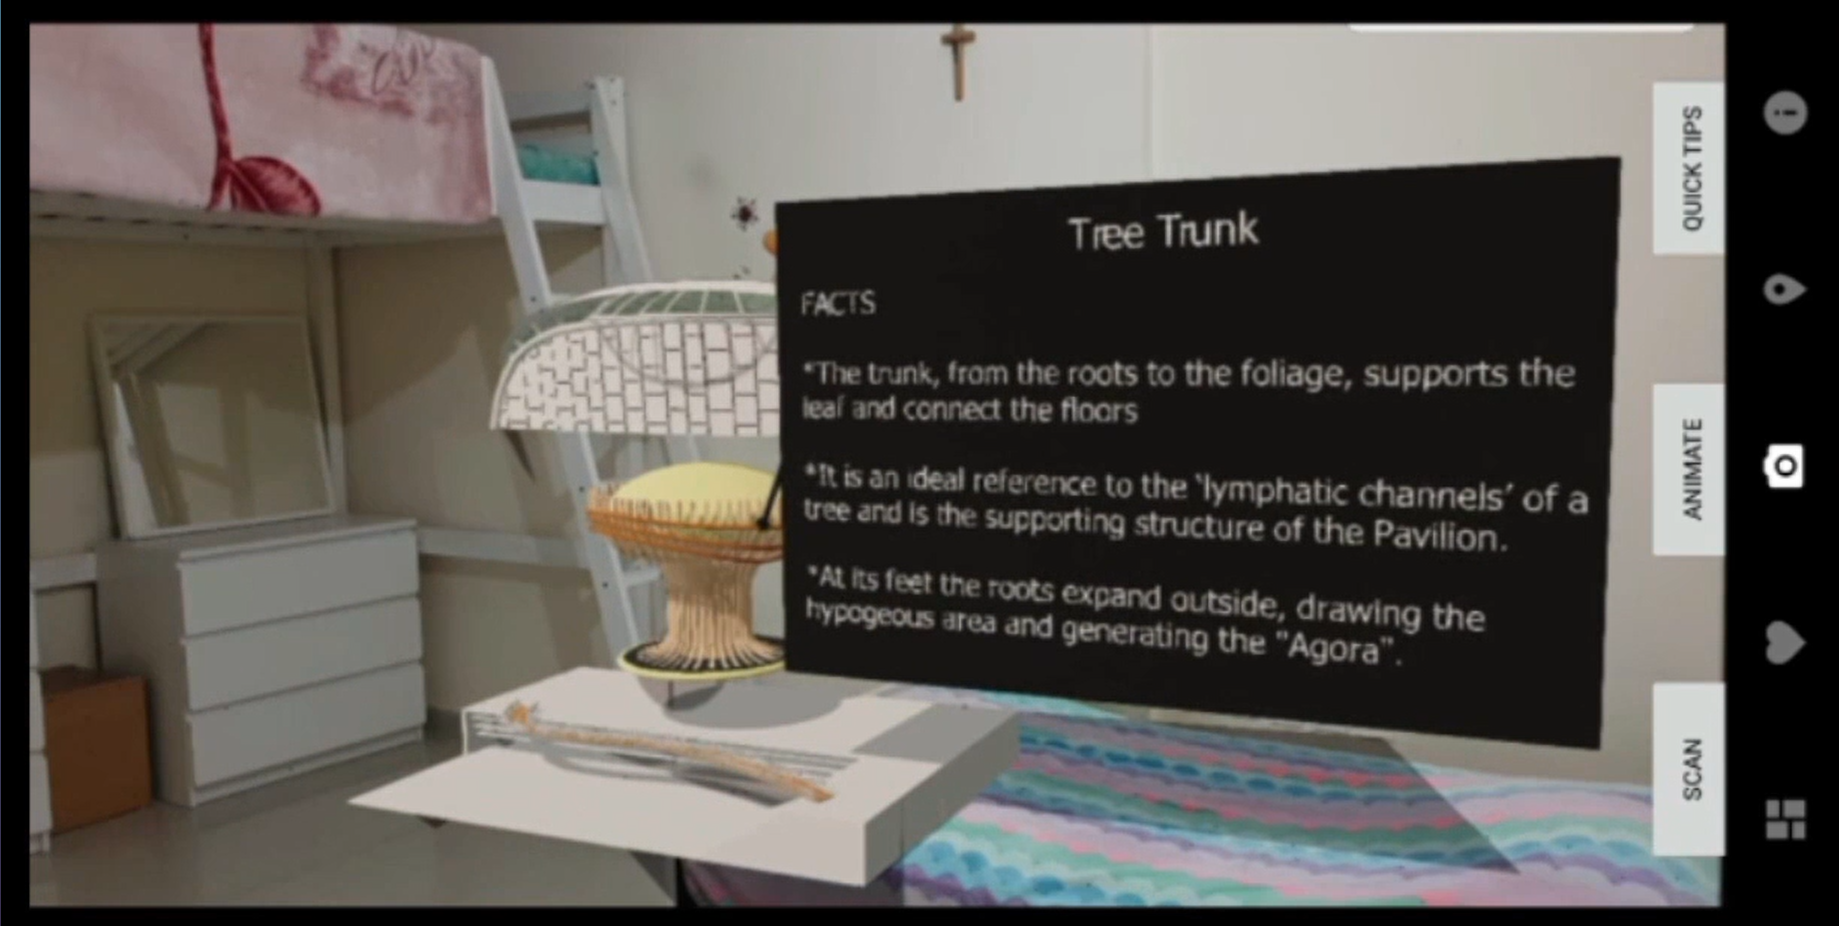 Tree Trunk
FACTS
*The trunk, from the roots to the foliage, supports the
leaf and connect the floors
*It is an ideal reference to the 'lymphatic channels' of a
tree and is the supporting structure of the Pavilion.
*At its feet the roots expand outside, drawing the
hypogeous area and generating the "Agora".
QUICK TIPS
ANIMATE
SCAN